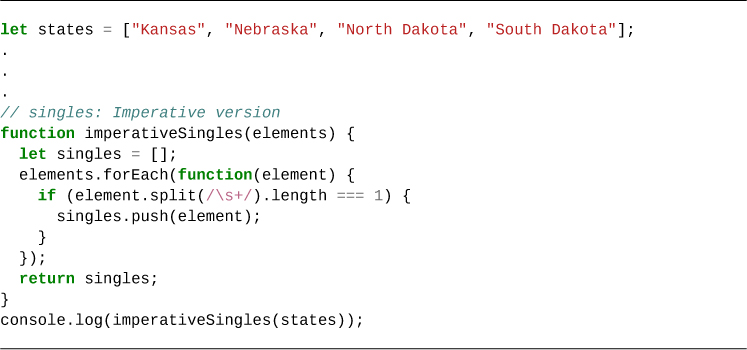 let states = ["Kansas", "Nebraska", "North Dakota", "South Dakota"];
.
.
.
// singles: Imperative version
function imperativeSingles(elements) {
  let singles = [];
  elements.forEach(function(element) {
    if (element.split(/\s+/).length === 1) {
      singles.push(element);
    }
  });
  return singles;
}
console.log(imperativeSingles(states));